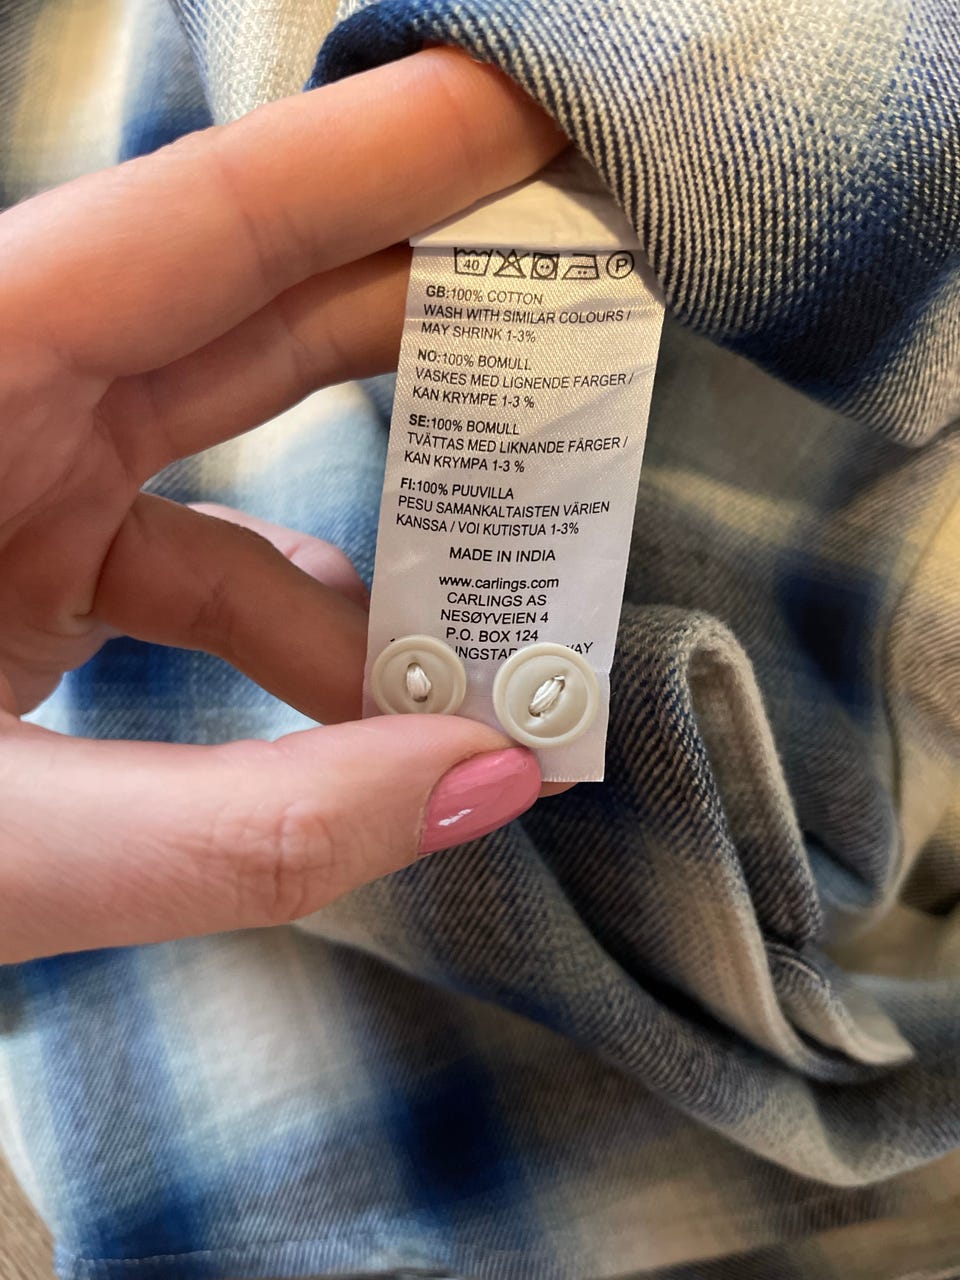 40 P
GB:100% COTTON
WASH WITH SIMILAR COLOURS /
MAY SHRINK 1-3%
NO:100% BOMULL
VASKES MED LIGNENDE FARGER /
KAN KRYMPE 1-3 %
SE:100% BOMULL
TVÄTTAS MED LIKNANDE FÄRGER /
KAN KRYMPA 1-3 %
FI:100% PUUVILLA
PESU SAMANKALTAISTEN VÄRIEN
KANSSA / VOI KUTISTUA 1-3%
MADE IN INDIA
www.carlings.com
CARLINGS AS
NESØYVEIEN 4
P.O. BOX 124